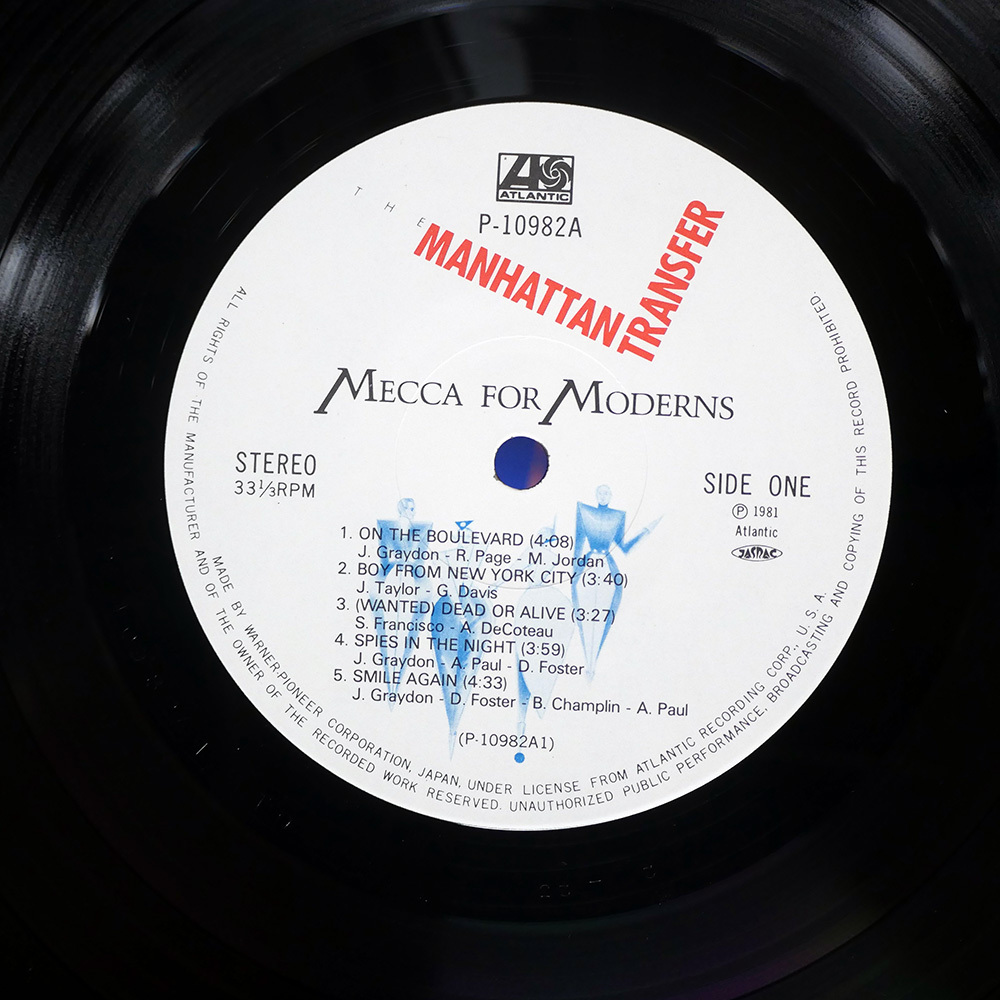 ATLANTIC
P-10982A
THE
MANHATTAN
TRANSFER
MECCA FOR MODERNS
STEREO
33⅓RPM
SIDE ONE
Ⓟ 1981
Atlantic
JASRAC
1. ON THE BOULEVARD (4:08)
J. Graydon - R. Page - M. Jordan
2. BOY FROM NEW YORK CITY (3:40)
J. Taylor - G. Davis
3. (WANTED) DEAD OR ALIVE (3:27)
S. Francisco - A. DeCoteau
4. SPIES IN THE NIGHT (3:59)
J. Graydon - A. Paul - D. Foster
5. SMILE AGAIN (4:33)
J. Graydon - D. Foster - B. Champlin - A. Paul
(P-10982A1)
MADE BY WARNER-PIONEER CORPORATION, JAPAN, UNDER LICENSE FROM ATLANTIC RECORDING CORP., U.S.A.
ALL RIGHTS OF THE MANUFACTURER AND OF THE OWNER OF THE RECORDED WORK RESERVED. UNAUTHORIZED PUBLIC PERFORMANCE, BROADCASTING AND COPYING OF THIS RECORD PROHIBITED.